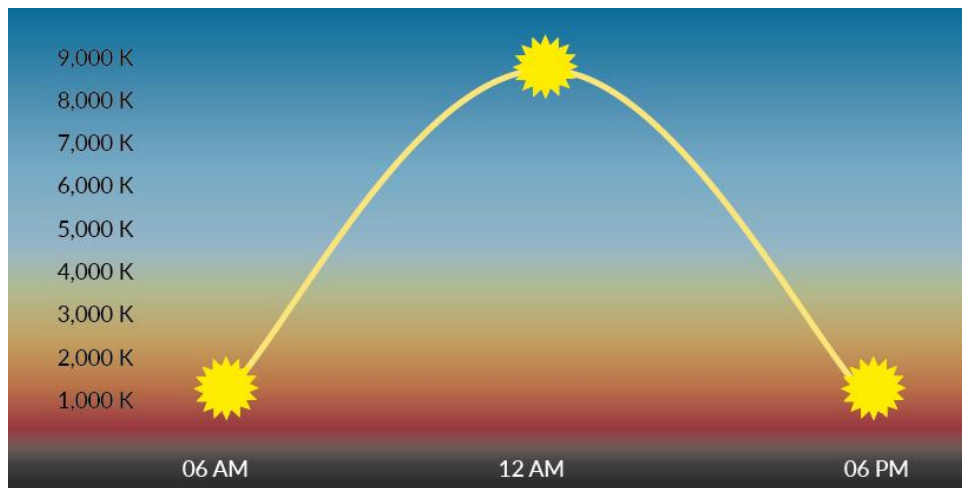 9,000 K
8,000 K
7,000 K
6,000 K
5,000 K
4,000 K
3,000 K
2,000 K
1,000 K
06 AM 12 AM 06 PM